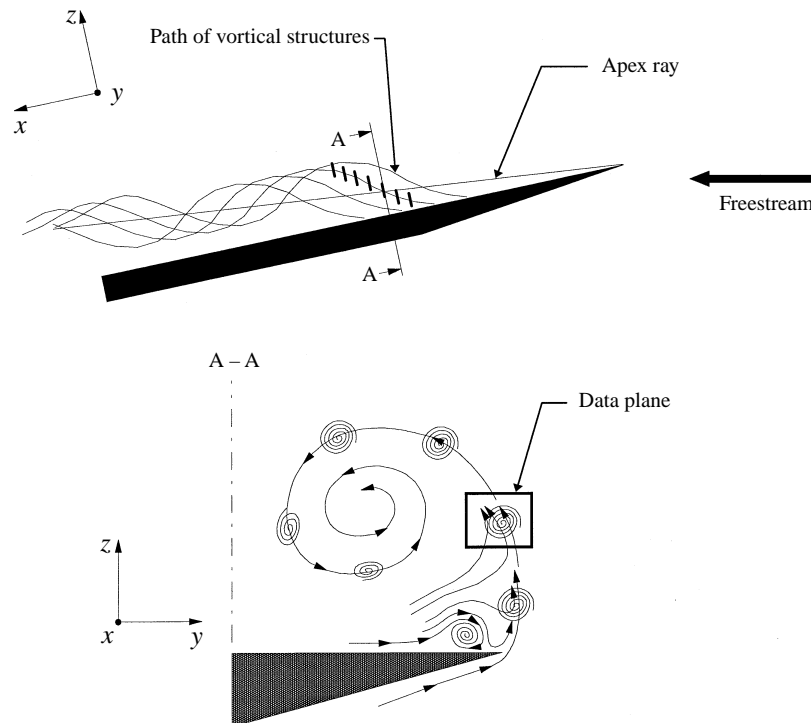 z
Path of vortical structures
Apex ray
y
x
A
Freestream
A
A – A
Data plane
z
x
y